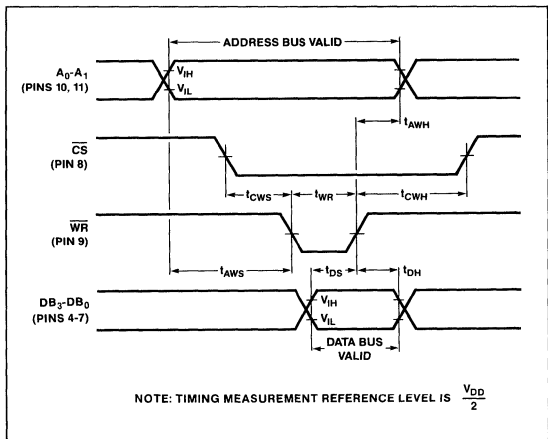 ADDRESS BUS VALID
A0-A1
(PINS 10, 11)
VIH
VIL
tAWH
CS
(PIN 8)
tCWS
tWR
tCWH
WR
(PIN 9)
tAWS
tDS
tDH
DB3-DB0
(PINS 4-7)
VIH
VIL
DATA BUS
VALID
NOTE: TIMING MEASUREMENT REFERENCE LEVEL IS VDD/2